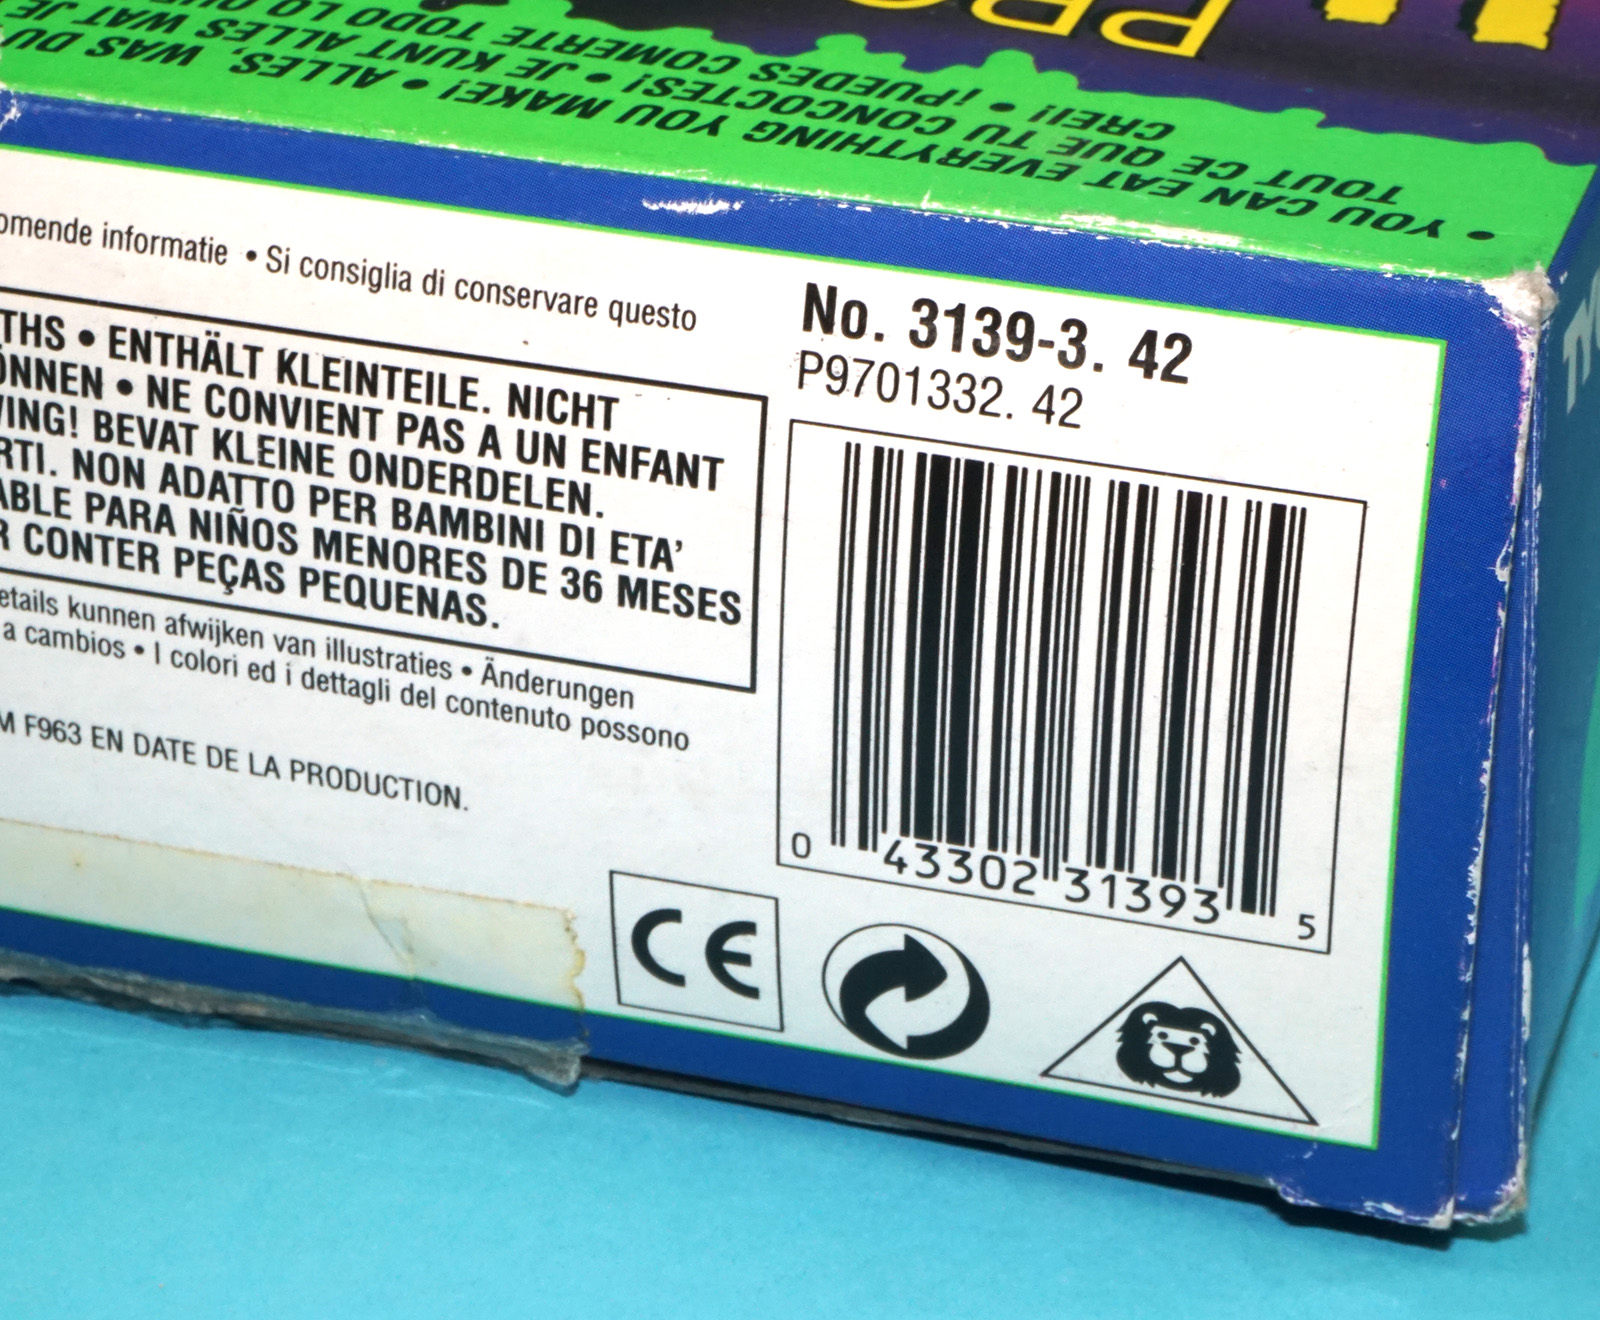 PRO
• YOU CAN EAT EVERYTHING YOU MAKE! • ALLES, WAS DU
TOUT CE QUE TU CONCOCTES! • JE KUNT ALLES WAT JE
CREI! • ¡PUEDES COMERTE TODO LO
omende informatie • Si consiglia di conservare questo
THS • ENTHÄLT KLEINTEILE. NICHT
ÖNNEN • NE CONVIENT PAS A UN ENFANT
ING! BEVAT KLEINE ONDERDELEN.
RTI. NON ADATTO PER BAMBINI DI ETA'
ABLE PARA NIÑOS MENORES DE 36 MESES
R CONTER PEÇAS PEQUENAS.
etails kunnen afwijken van illustraties • Änderungen
a cambios • I colori ed i dettagli del contenuto possono
M F963 EN DATE DE LA PRODUCTION.
No. 3139-3. 42
P9701332. 42
0 43302 31393 5
CE
TYC